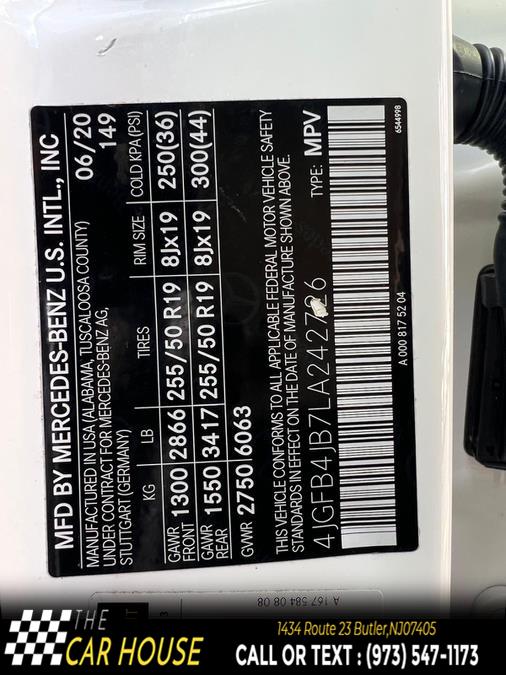 MFD BY MERCEDES-BENZ U.S. INTL., INC
MANUFACTURED IN USA (ALABAMA, TUSCALOOSA COUNTY) 06/20
UNDER CONTRACT FOR MERCEDES-BENZ AG, 149
STUTTGART (GERMANY)
KG LB TIRES RIM SIZE COLD KPA (PSI)
GAWR FRONT 1300 2866 255/50 R19 8Jx19 250(36)
GAWR REAR 1550 3417 255/50 R19 8Jx19 300(44)
GVWR 2750 6063
THIS VEHICLE CONFORMS TO ALL APPLICABLE FEDERAL MOTOR VEHICLE SAFETY
STANDARDS IN EFFECT ON THE DATE OF MANUFACTURE SHOWN ABOVE.
4JGFB4JB7LA242726 TYPE: MPV
A 000 817 52 04 6544998
A 167 584 08 08
THE
CAR HOUSE
1434 Route 23 Butler,NJ07405
CALL OR TEXT : (973) 547-1173